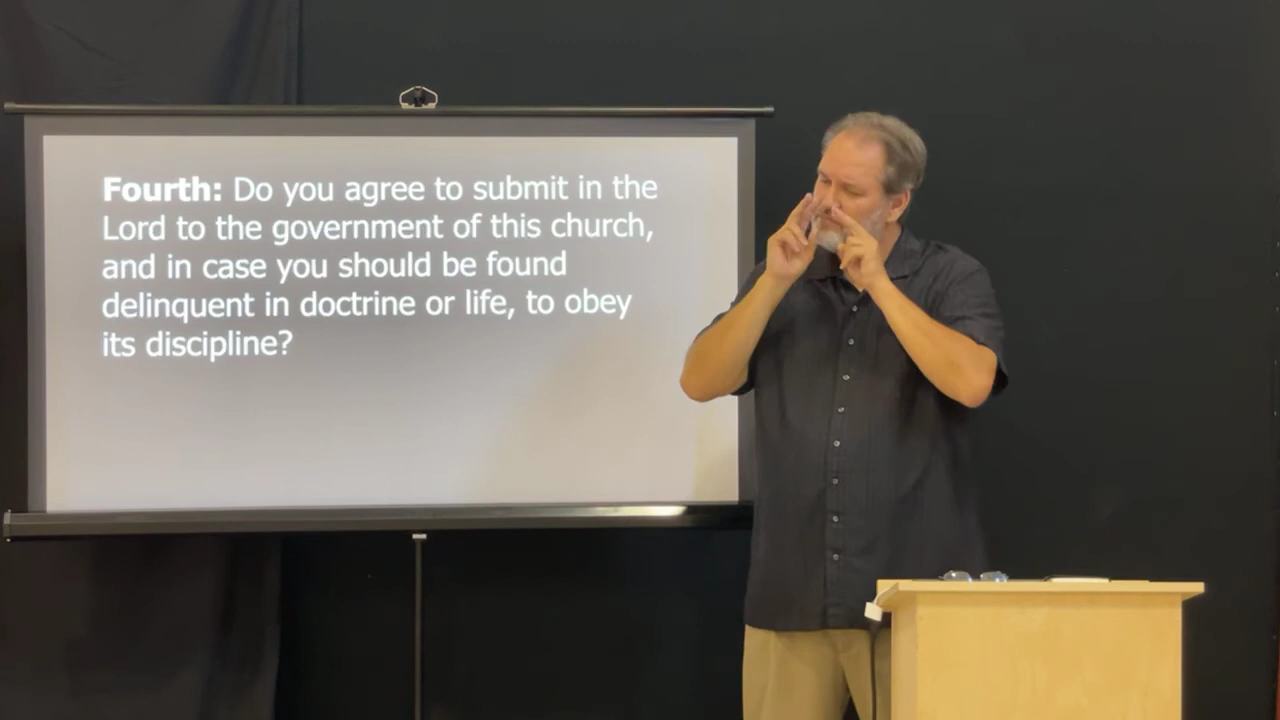 Fourth: Do you agree to submit in the
Lord to the government of this church,
and in case you should be found
delinquent in doctrine or life, to obey
its discipline?